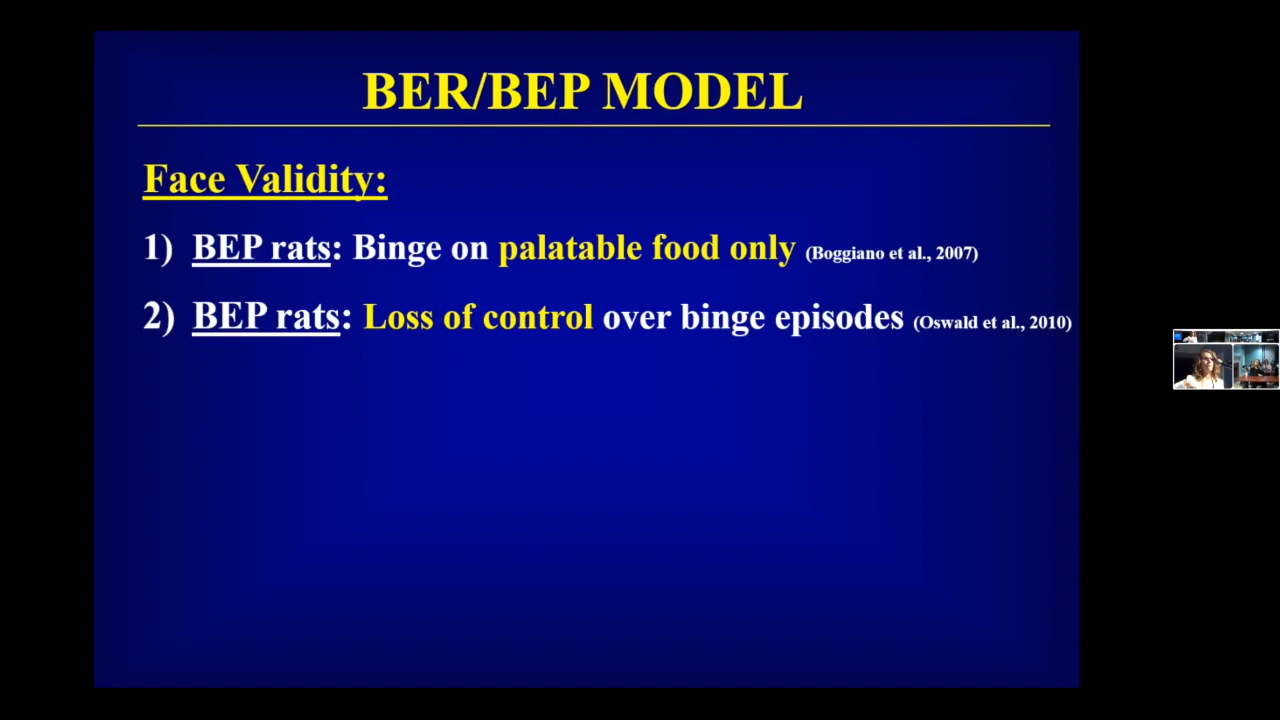 BER/BEP MODEL
Face Validity:
1) BEP rats: Binge on palatable food only (Boggiano et al., 2007)
2) BEP rats: Loss of control over binge episodes (Oswald et al., 2010)